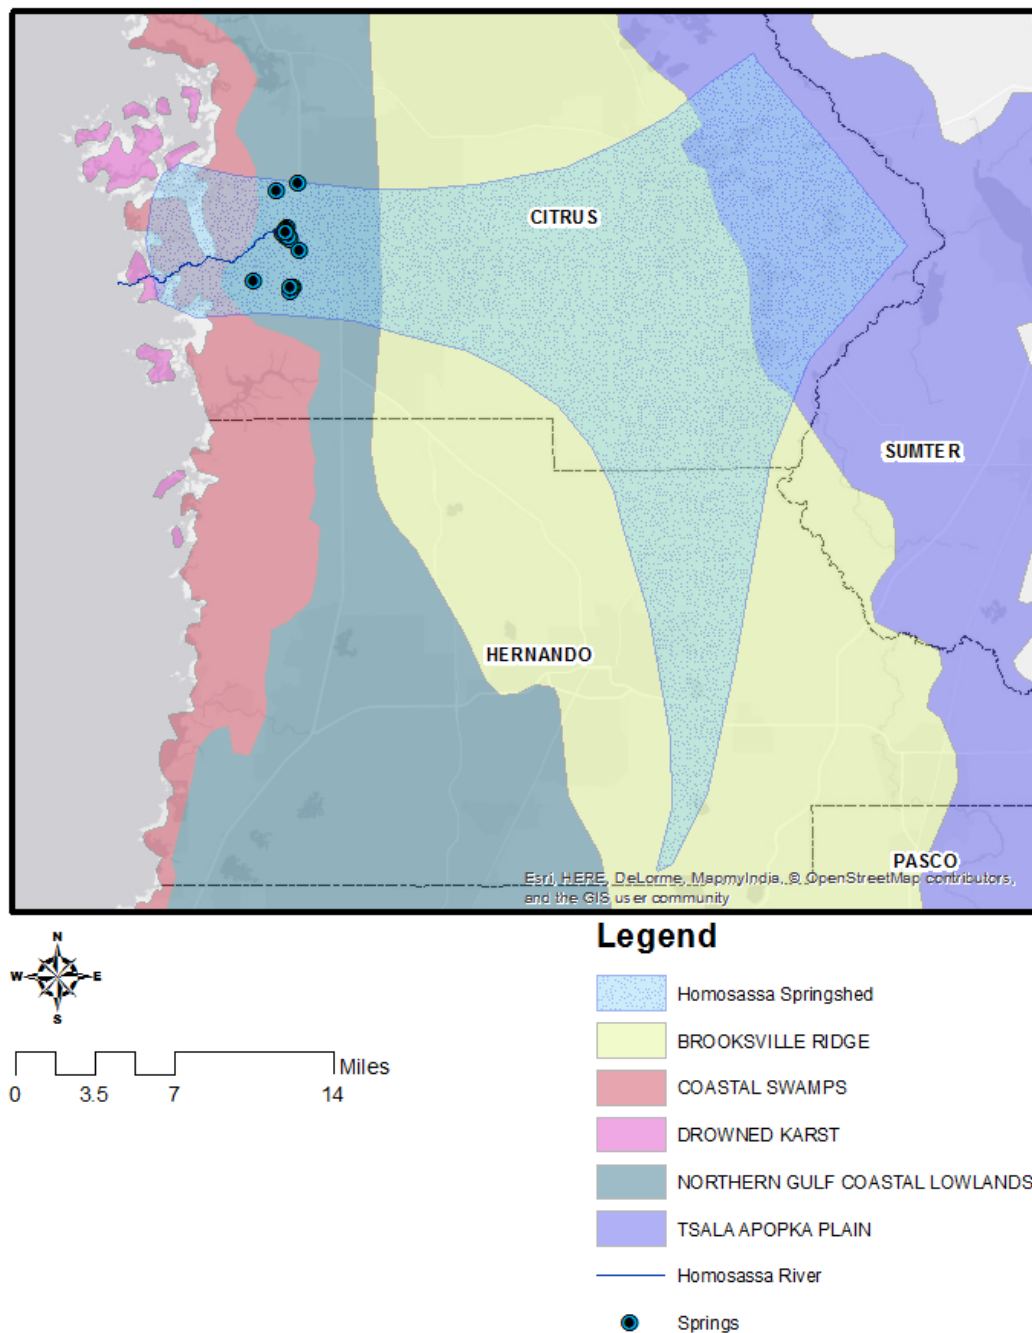 CITRUS
SUMTER
HERNANDO
PASCO
Esri, HERE, DeLorme, MapmyIndia, © OpenStreetMap contributors,
and the GIS user community
N
W E
S
Miles
0 3.5 7 14
Legend
Homosassa Springshed
BROOKSVILLE RIDGE
COASTAL SWAMPS
DROWNED KARST
NORTHERN GULF COASTAL LOWLANDS
TSALA APOPKA PLAIN
Homosassa River
Springs